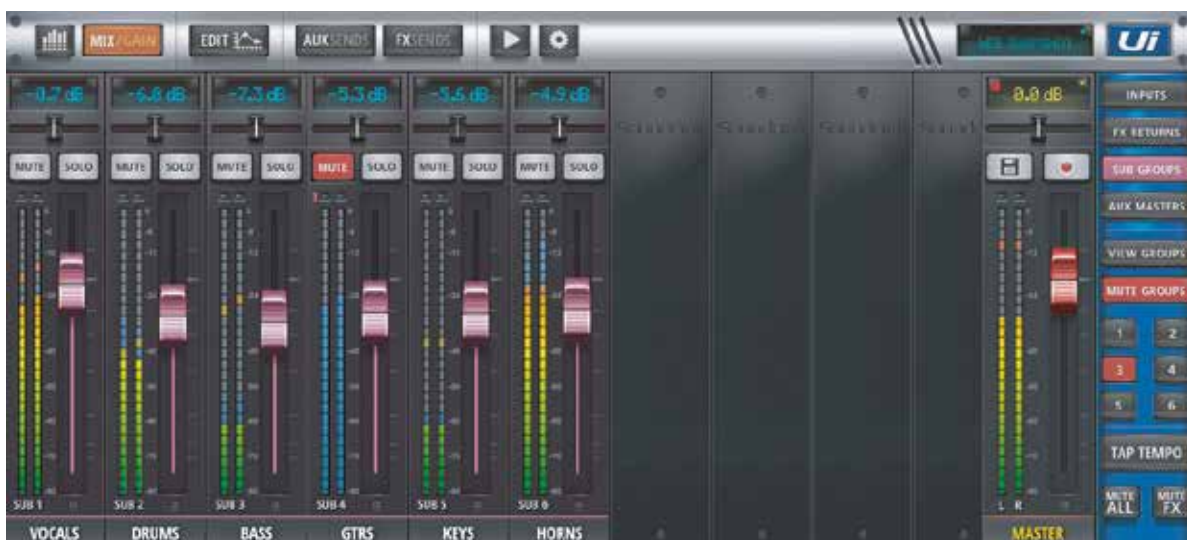 MIX/GAIN EDIT AUXSENDS FXSENDS Ui
-0.7 dB -6.8 dB -7.3 dB -5.3 dB -5.6 dB -4.9 dB 0.0 dB INPUTS
FX RETURNS
MUTE SOLO MUTE SOLO MUTE SOLO MUTE SOLO MUTE SOLO MUTE SOLO SUB GROUPS
AUX MASTERS
VIEW GROUPS
MUTE GROUPS
1 2
3 4
5 6
TAP TEMPO
MUTE ALL MUTE FX
SUB 1 SUB 2 SUB 3 SUB 4 SUB 5 SUB 6 L R
VOCALS DRUMS BASS GTRS KEYS HORNS MASTER